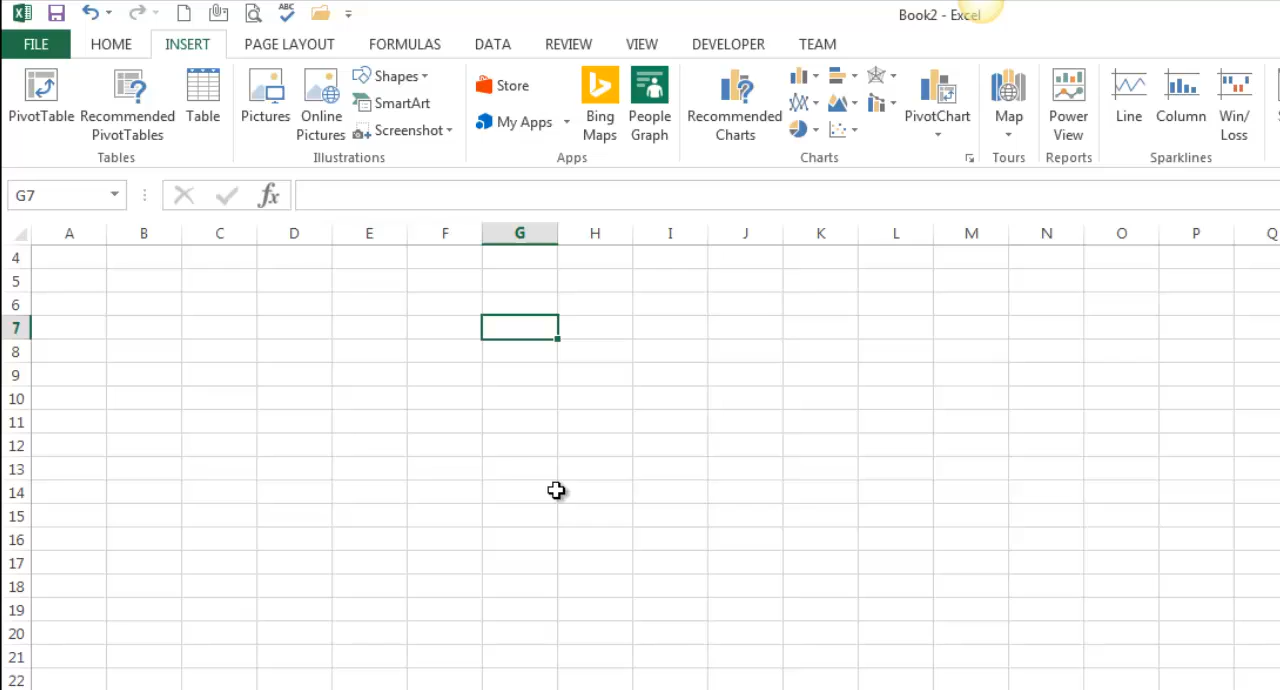 ABC
Book2 - Excel
FILE HOME INSERT PAGE LAYOUT FORMULAS DATA REVIEW VIEW DEVELOPER TEAM
PivotTable
Recommended
PivotTables
Table
Tables
Pictures
Online
Pictures
Shapes
SmartArt
Screenshot
Illustrations
Store
My Apps
Bing
Maps
People
Graph
Apps
Recommended
Charts
PivotChart
Charts
Map
Tours
Power
View
Reports
Line
Column
Win/
Loss
Sparklines
G7
fx
A B C D E F G H I J K L M N O P Q
4
5
6
7
8
9
10
11
12
13
14
15
16
17
18
19
20
21
22